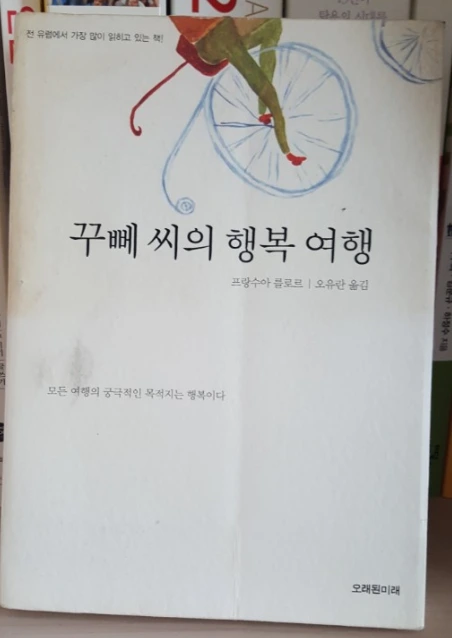 전 유럽에서 가장 많이 읽히고 있는 책!
꾸뻬 씨의 행복 여행
프랑수아 를로르 | 오유란 옮김
모든 여행의 궁극적인 목적지는 행복이다
오래된미래